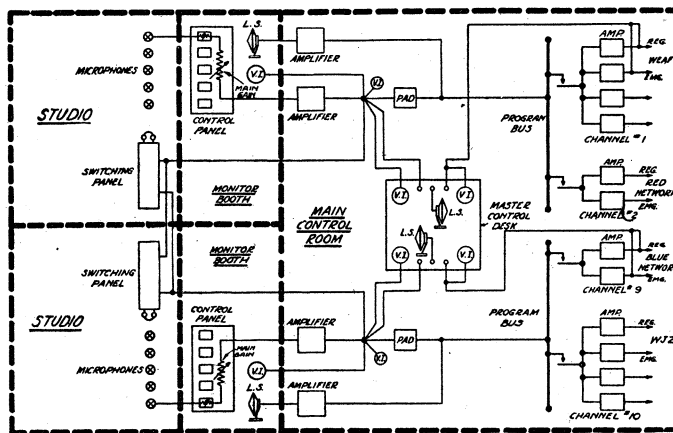 L.S.
AMPLIFIER
V.I.
MICROPHONES
MAIN GAIN
STUDIO
CONTROL PANEL
AMPLIFIER
V.I.
PAD
PROGRAM BUS
AMP.
REG.
WEAF
EMG.
CHANNEL #1
SWITCHING PANEL
MONITOR BOOTH
MAIN CONTROL ROOM
V.I.
V.I.
L.S.
MASTER CONTROL DESK
AMP.
REG.
RED NETWORK
EMG.
CHANNEL #2
SWITCHING PANEL
MONITOR BOOTH
L.S.
V.I.
V.I.
AMP.
REG.
BLUE NETWORK
EMG.
CHANNEL #9
STUDIO
CONTROL PANEL
MAIN GAIN
MICROPHONES
AMPLIFIER
PAD
V.I.
V.I.
L.S.
AMPLIFIER
PROGRAM BUS
AMP.
REG.
WJZ
EMG.
CHANNEL #10